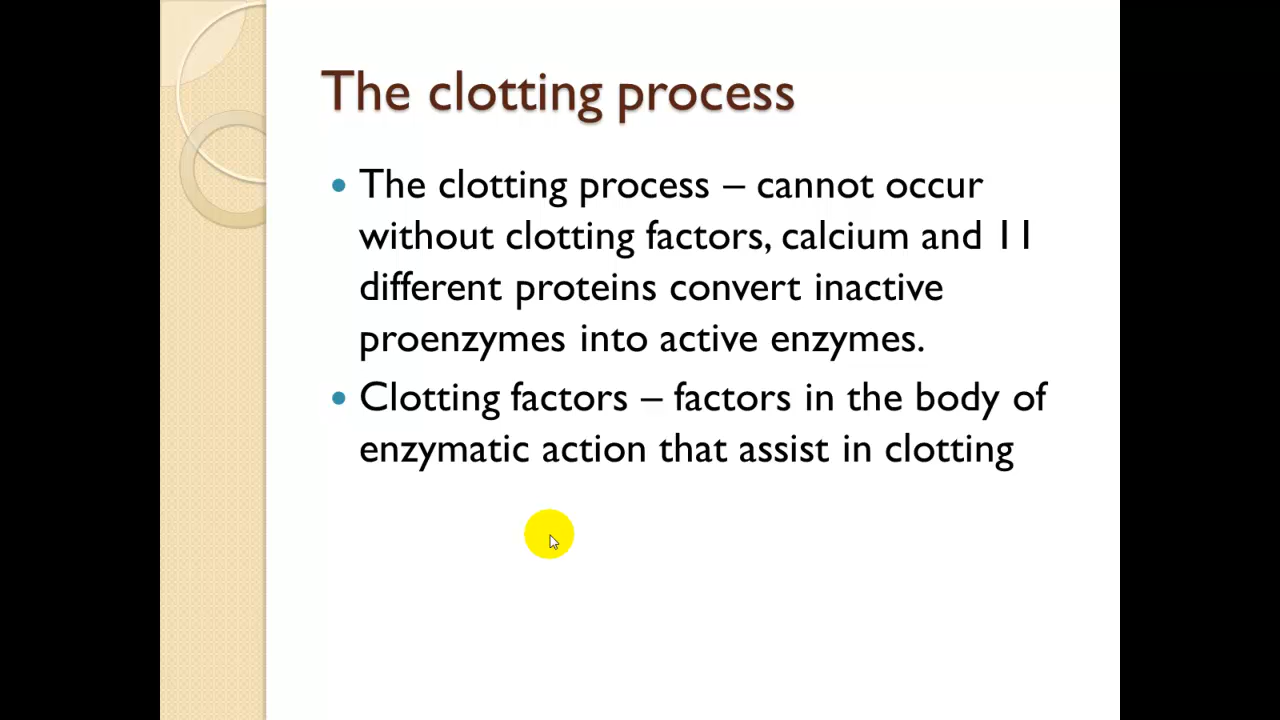 The clotting process
• The clotting process – cannot occur
without clotting factors, calcium and 11
different proteins convert inactive
proenzymes into active enzymes.
• Clotting factors – factors in the body of
enzymatic action that assist in clotting